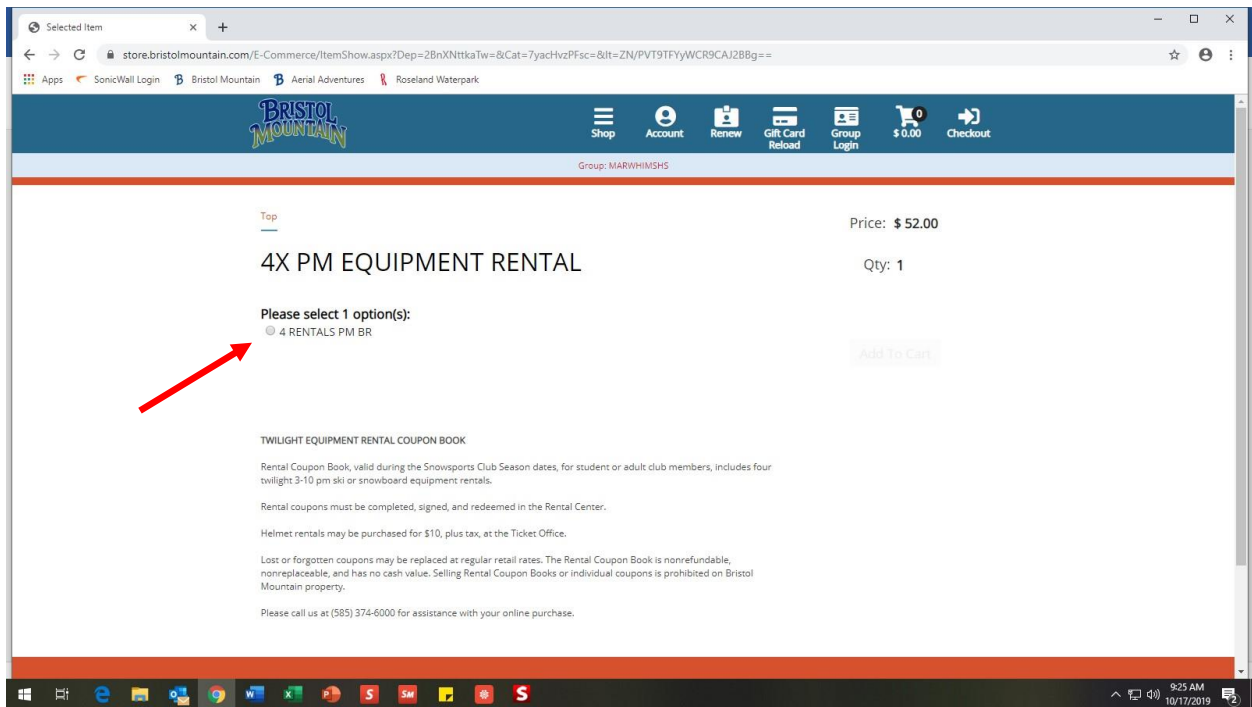 Selected Item
store.bristolmountain.com/E-Commerce/ItemShow.aspx?Dep=2BnXNttkaTw=&Cat=7yacHvzPFsc=&It=ZN/PVT9TFYyWCR9CAJ2BBg==
Apps SonicWall Login Bristol Mountain Aerial Adventures Roseland Waterpark
BRISTOL
MOUNTAIN
Shop Account Renew Gift Card Reload Group Login 0 $ 0.00 Checkout
Group: MARWHIMSHS
Top
Price: $ 52.00
4X PM EQUIPMENT RENTAL
Qty: 1
Please select 1 option(s):
4 RENTALS PM BR
Add To Cart
TWILIGHT EQUIPMENT RENTAL COUPON BOOK
Rental Coupon Book, valid during the Snowsports Club Season dates, for student or adult club members, includes four
twilight 3-10 pm ski or snowboard equipment rentals.
Rental coupons must be completed, signed, and redeemed in the Rental Center.
Helmet rentals may be purchased for $10, plus tax, at the Ticket Office.
Lost or forgotten coupons may be replaced at regular retail rates. The Rental Coupon Book is nonrefundable,
nonreplaceable, and has no cash value. Selling Rental Coupon Books or individual coupons is prohibited on Bristol
Mountain property.
Please call us at (585) 374-6000 for assistance with your online purchase.
9:25 AM
10/17/2019
2